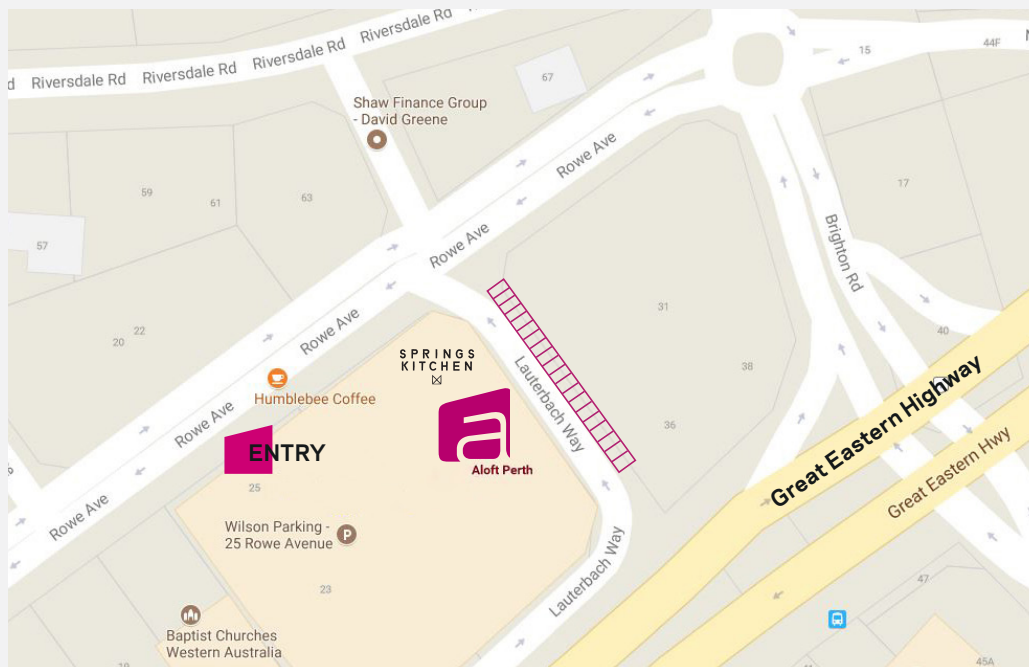 Riversdale Rd
Riversdale Rd
Riversdale Rd
Riversdale Rd
15
44F
67
Shaw Finance Group
- David Greene
Rowe Ave
59
61
63
17
57
Rowe Ave
Brighton Rd
31
22
20
Rowe Ave
40
SPRINGS
KITCHEN
Lauterbach Way
38
Humblebee Coffee
Great Eastern Highway
Rowe Ave
36
a
ENTRY
Aloft Perth
Great Eastern Hwy
25
Rowe Ave
Wilson Parking -
25 Rowe Avenue
P
Lauterbach Way
23
47
Baptist Churches
Western Australia
45A